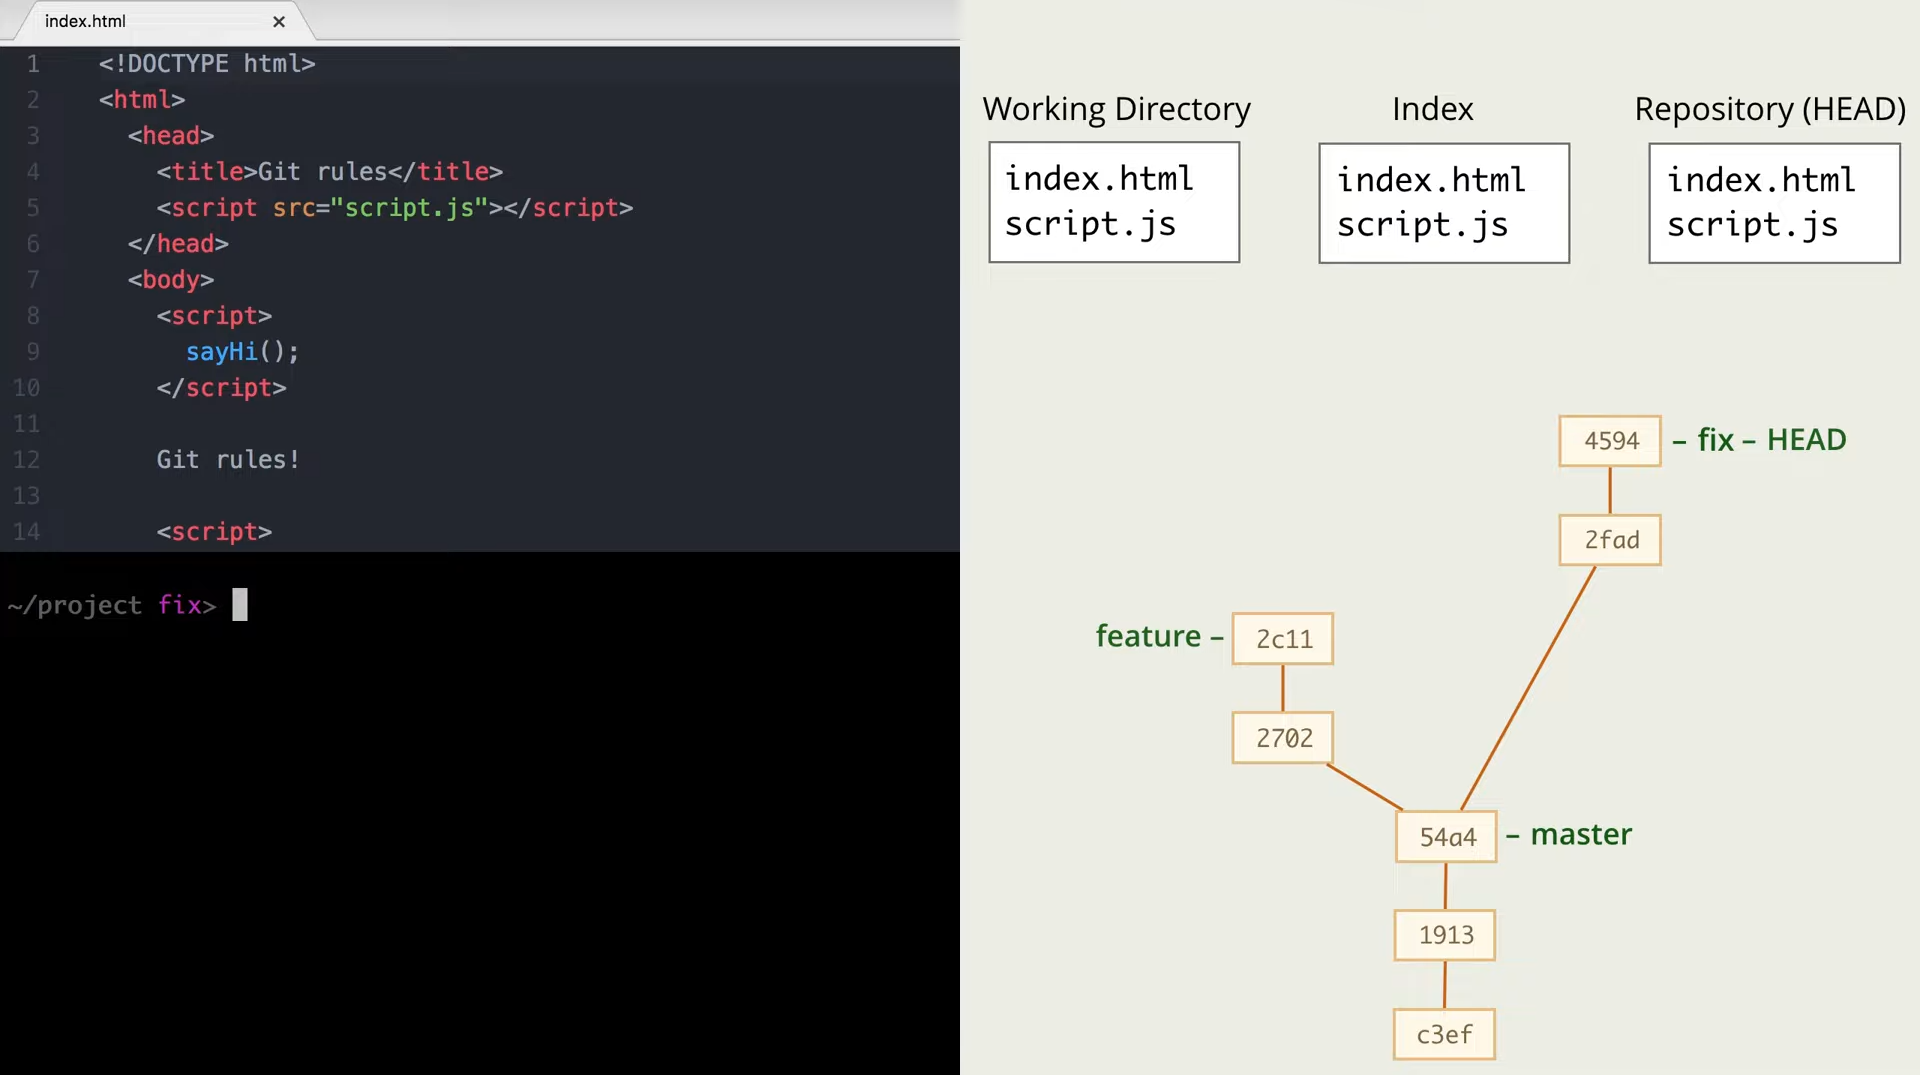 index.html ×
1 <!DOCTYPE html>
2 <html>
3 <head>
4 <title>Git rules</title>
5 <script src="script.js"></script>
6 </head>
7 <body>
8 <script>
9 sayHi();
10 </script>
11
12 Git rules!
13
14 <script>
~/project fix>
Working Directory
index.html
script.js
Index
index.html
script.js
Repository (HEAD)
index.html
script.js
4594 – fix – HEAD
2fad
feature – 2c11
2702
54a4 – master
1913
c3ef